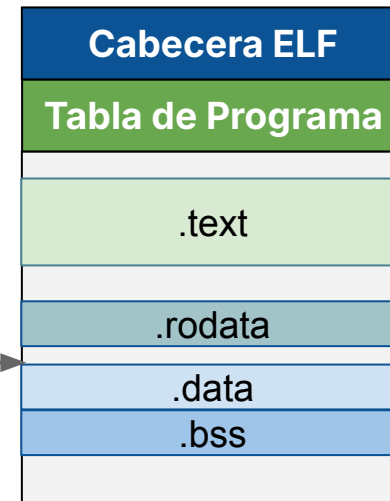 Cabecera ELF
Tabla de Programa
.text
.rodata
.data
.bss